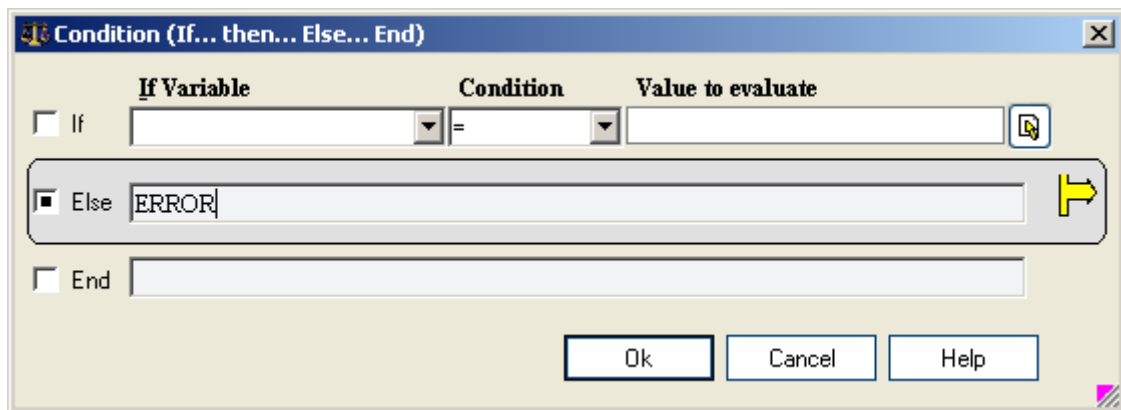 Condition (If... then... Else... End)
If Variable Condition Value to evaluate
If =
Else ERROR
End
Ok Cancel Help